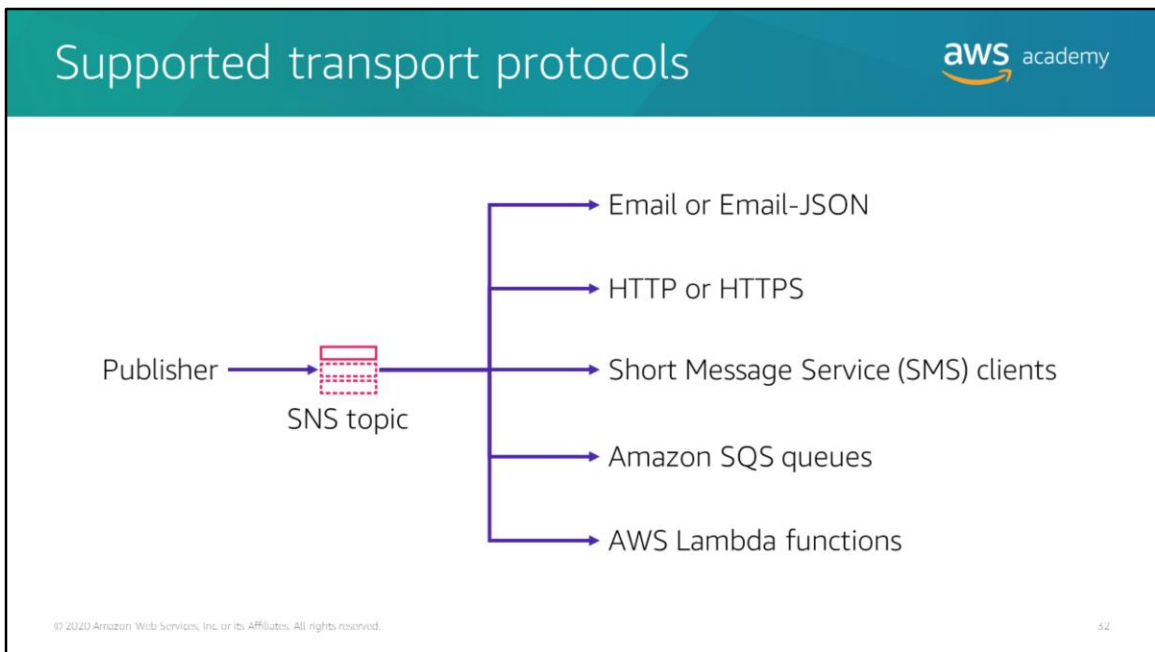 Supported transport protocols
aws academy
Email or Email-JSON
HTTP or HTTPS
Publisher
Short Message Service (SMS) clients
SNS topic
Amazon SQS queues
AWS Lambda functions
© 2020 Amazon Web Services, Inc. or its Affiliates. All rights reserved.
32